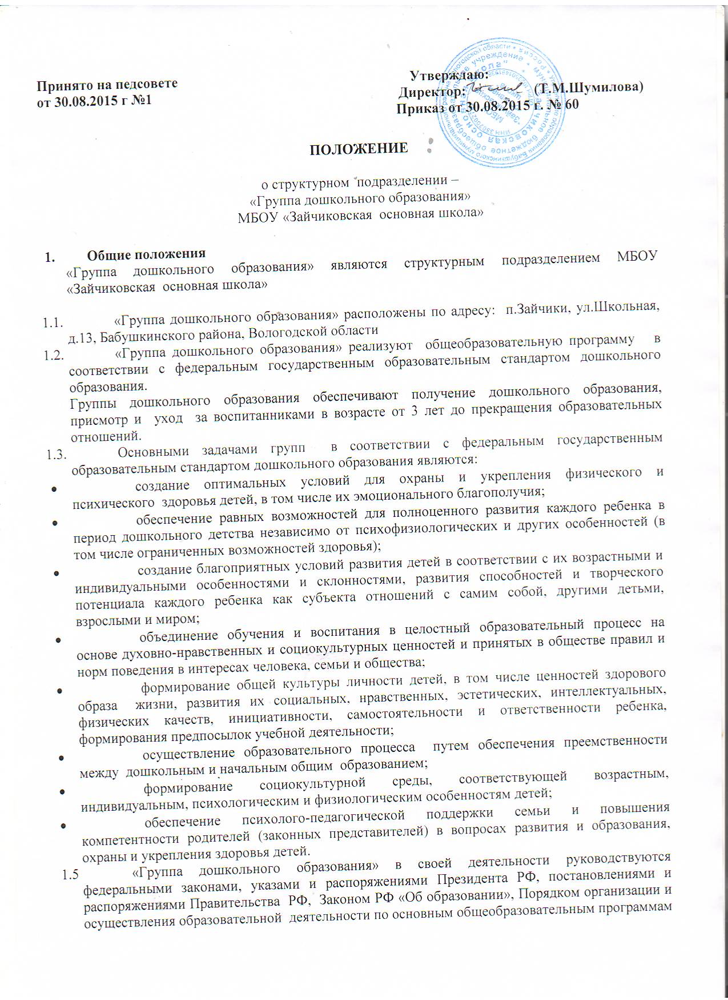 Принято на педсовете
от 30.08.2015 г №1
Утверждаю:
Директор: (Т.М.Шумилова)
Приказ от 30.08.2015 г. № 60
ПОЛОЖЕНИЕ
о структурном подразделении –
«Группа дошкольного образования»
МБОУ «Зайчиковская основная школа»
1. Общие положения
«Группа дошкольного образования» являются структурным подразделением МБОУ
«Зайчиковская основная школа»
1.1. «Группа дошкольного образования» расположены по адресу: п.Зайчики, ул.Школьная,
д.13, Бабушкинского района, Вологодской области
1.2. «Группа дошкольного образования» реализуют общеобразовательную программу в
соответствии с федеральным государственным образовательным стандартом дошкольного
образования.
Группы дошкольного образования обеспечивают получение дошкольного образования,
присмотр и уход за воспитанниками в возрасте от 3 лет до прекращения образовательных
отношений.
1.3. Основными задачами групп в соответствии с федеральным государственным
образовательным стандартом дошкольного образования являются:
• создание оптимальных условий для охраны и укрепления физического и
психического здоровья детей, в том числе их эмоционального благополучия;
• обеспечение равных возможностей для полноценного развития каждого ребенка в
период дошкольного детства независимо от психофизиологических и других особенностей (в
том числе ограниченных возможностей здоровья);
• создание благоприятных условий развития детей в соответствии с их возрастными и
индивидуальными особенностями и склонностями, развития способностей и творческого
потенциала каждого ребенка как субъекта отношений с самим собой, другими детьми,
взрослыми и миром;
• объединение обучения и воспитания в целостный образовательный процесс на
основе духовно-нравственных и социокультурных ценностей и принятых в обществе правил и
норм поведения в интересах человека, семьи и общества;
• формирование общей культуры личности детей, в том числе ценностей здорового
образа жизни, развития их социальных, нравственных, эстетических, интеллектуальных,
физических качеств, инициативности, самостоятельности и ответственности ребенка,
формирования предпосылок учебной деятельности;
• осуществление образовательного процесса путем обеспечения преемственности
между дошкольным и начальным общим образованием;
• формирование социокультурной среды, соответствующей возрастным,
индивидуальным, психологическим и физиологическим особенностям детей;
• обеспечение психолого-педагогической поддержки семьи и повышения
компетентности родителей (законных представителей) в вопросах развития и образования,
охраны и укрепления здоровья детей.
1.5 «Группа дошкольного образования» в своей деятельности руководствуются
федеральными законами, указами и распоряжениями Президента РФ, постановлениями и
распоряжениями Правительства РФ, Законом РФ «Об образовании», Порядком организации и
осуществления образовательной деятельности по основным общеобразовательным программам